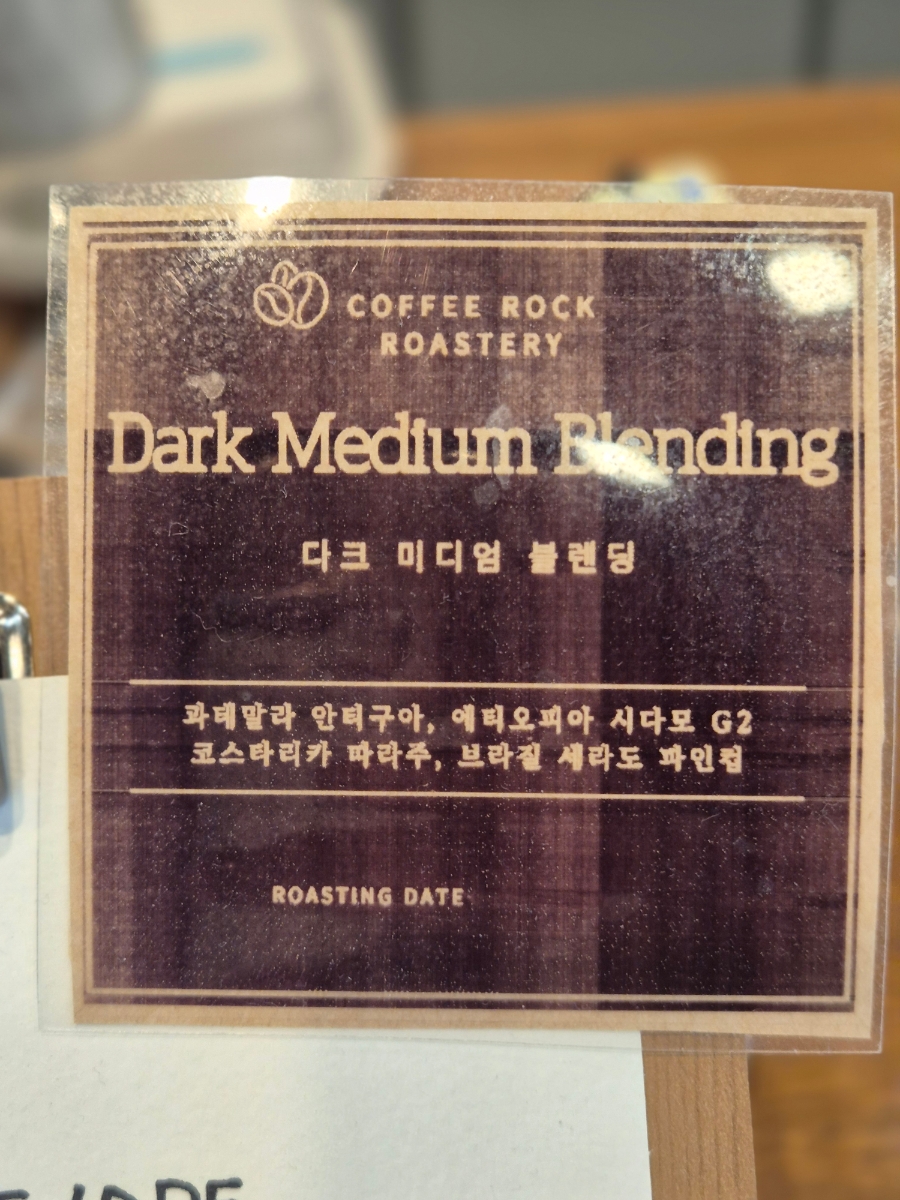 COFFEE ROCK
ROASTERY
Dark Medium Blending
다크 미디엄 블렌딩
과테말라 안티구아, 에티오피아 시다모 G2
코스타리카 따라주, 브라질 세라도 파인컵
ROASTING DATE